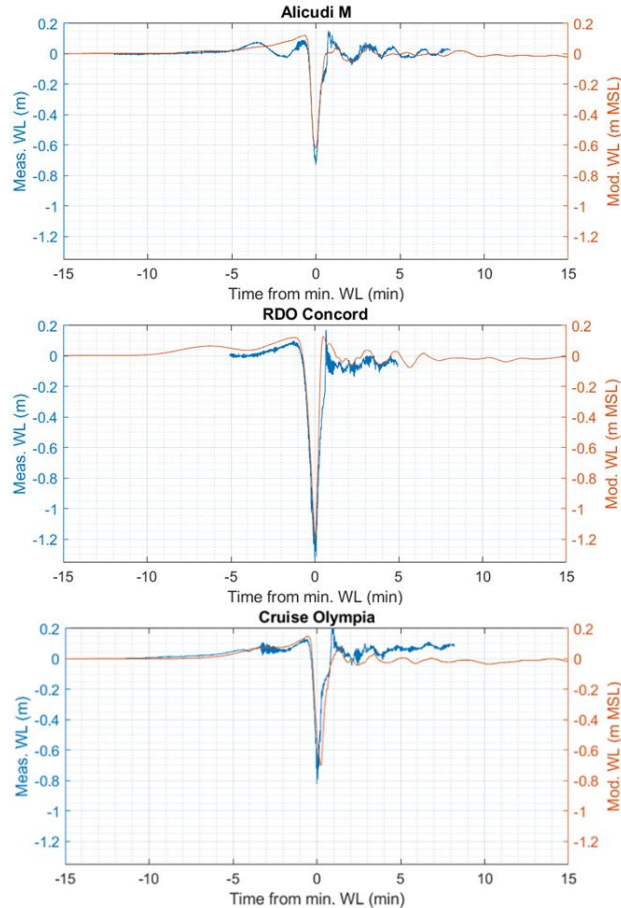 Alicudi M
0.2 0.2
0 0
-0.2 -0.2
-0.4 -0.4
-0.6 -0.6
-0.8 -0.8
-1 -1
-1.2 -1.2
Meas. WL (m)
Mod. WL (m MSL)
-15 -10 -5 0 5 10 15
Time from min. WL (min)
RDO Concord
0.2 0.2
0 0
-0.2 -0.2
-0.4 -0.4
-0.6 -0.6
-0.8 -0.8
-1 -1
-1.2 -1.2
Meas. WL (m)
Mod. WL (m MSL)
-15 -10 -5 0 5 10 15
Time from min. WL (min)
Cruise Olympia
0.2 0.2
0 0
-0.2 -0.2
-0.4 -0.4
-0.6 -0.6
-0.8 -0.8
-1 -1
-1.2 -1.2
Meas. WL (m)
Mod. WL (m MSL)
-15 -10 -5 0 5 10 15
Time from min. WL (min)